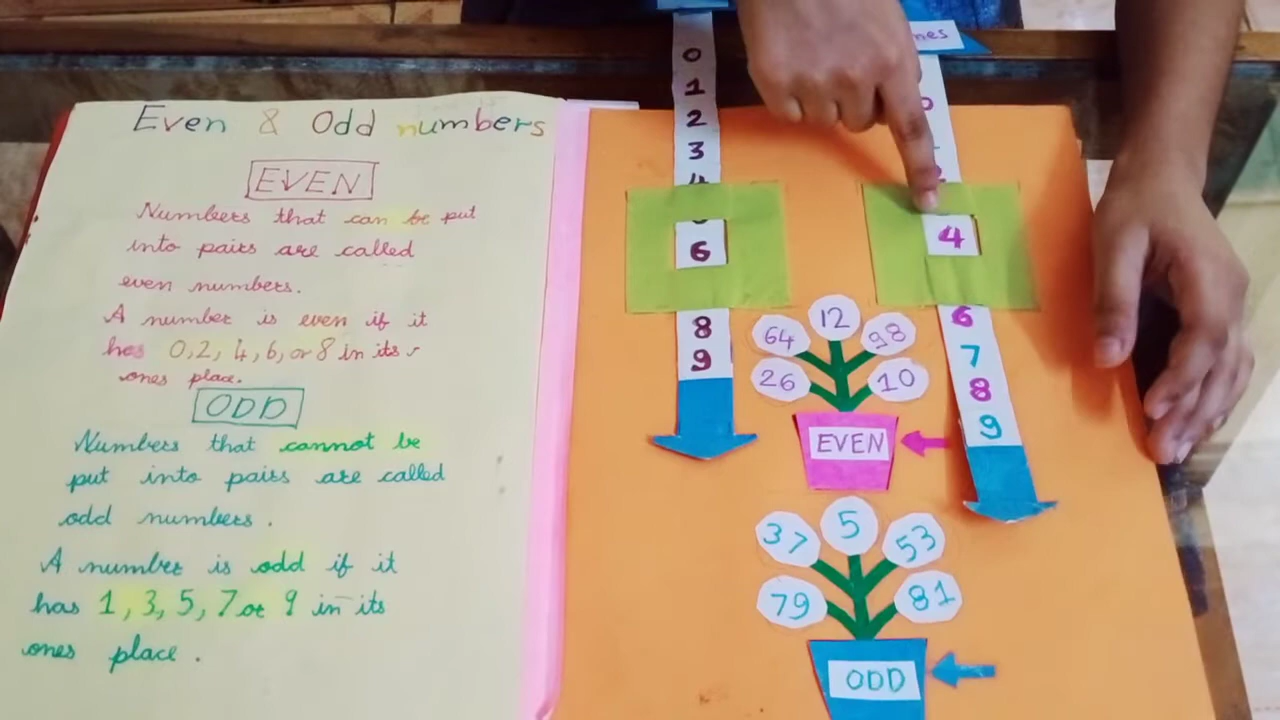 Even & Odd numbers
EVEN
Numbers that can be put
into pairs are called
even numbers.
A number is even if it
has 0,2, 4, 6, or 8 in its
ones place.
ODD
Numbers that cannot be
put into pairs are called
odd numbers.
A number is odd if it
has 1, 3, 5, 7 or 9 in its
ones place.
0
1
2
3
4
6
8
9
4
6
7
8
9
64 12 98
26 10
EVEN
37 5 53
79 81
ODD